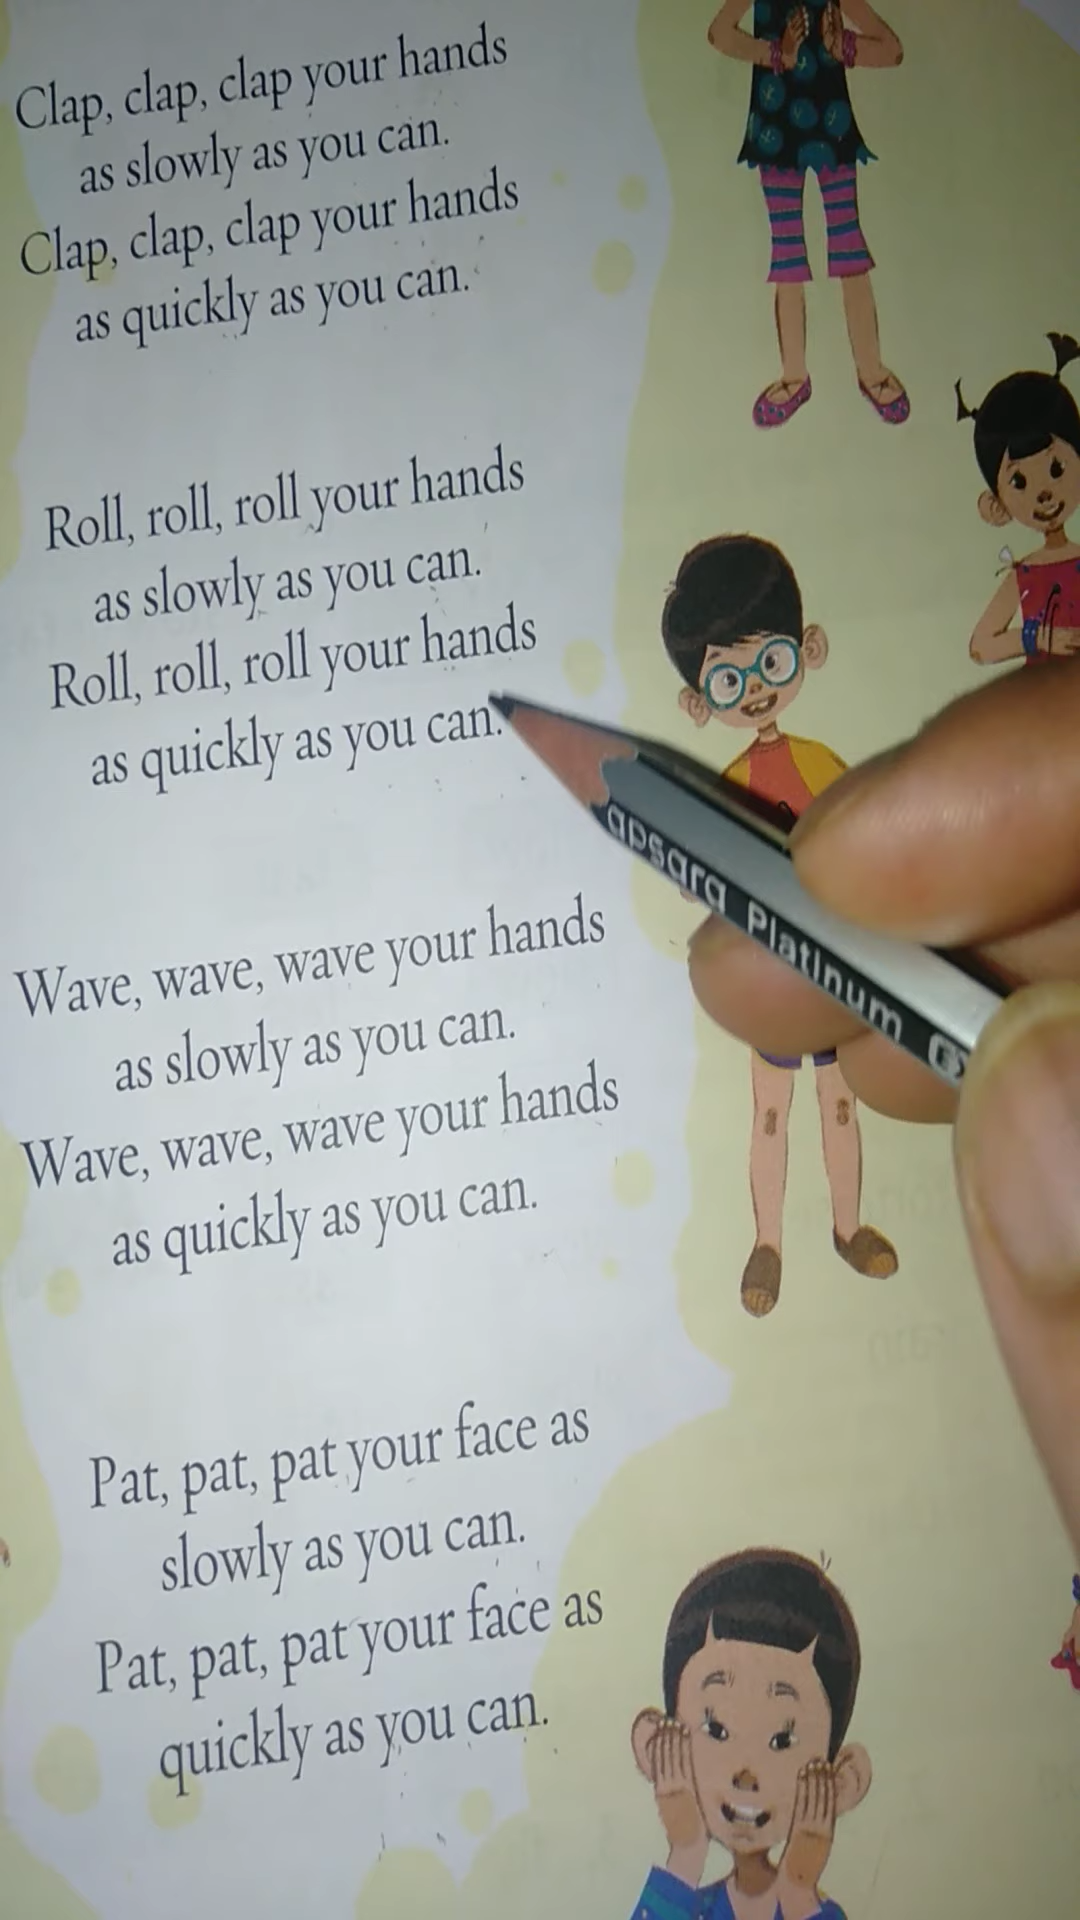 Clap, clap, clap your hands
as slowly as you can.
Clap, clap, clap your hands
as quickly as you can.
Roll, roll, roll your hands
as slowly as you can.
Roll, roll, roll your hands
as quickly as you can.
Wave, wave, wave your hands
as slowly as you can.
Wave, wave, wave your hands
as quickly as you can.
Pat, pat, pat your face as
slowly as you can.
Pat, pat, pat your face as
quickly as you can.
apsara Platinum